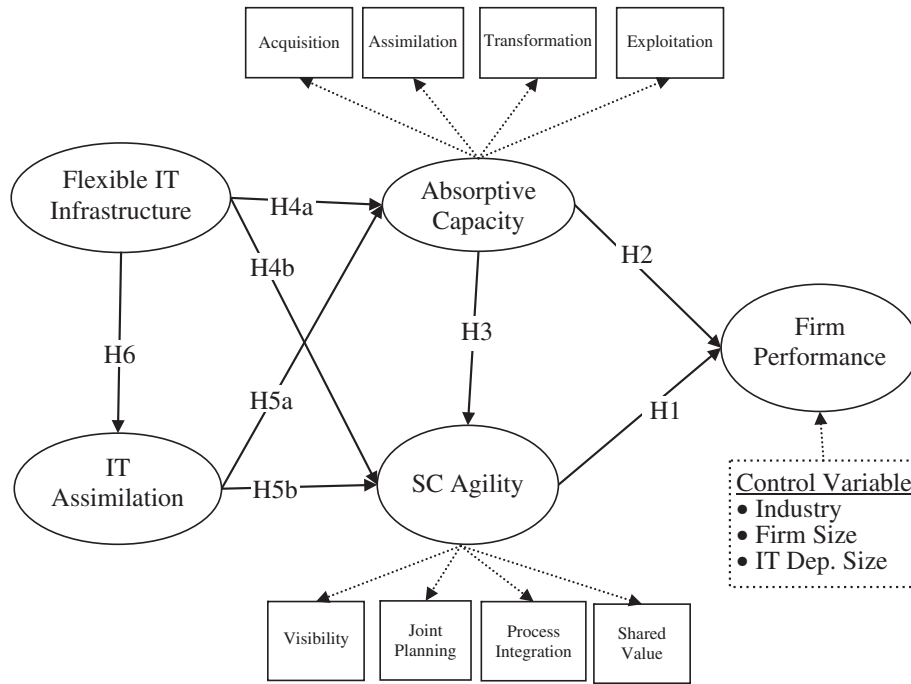 Acquisition
Assimilation
Transformation
Exploitation
Flexible IT
Infrastructure
Absorptive
Capacity
H4a
H4b
H2
H3
H6
H5a
H1
Firm
Performance
IT
Assimilation
H5b
SC Agility
Control Variable
• Industry
• Firm Size
• IT Dep. Size
Visibility
Joint
Planning
Process
Integration
Shared
Value